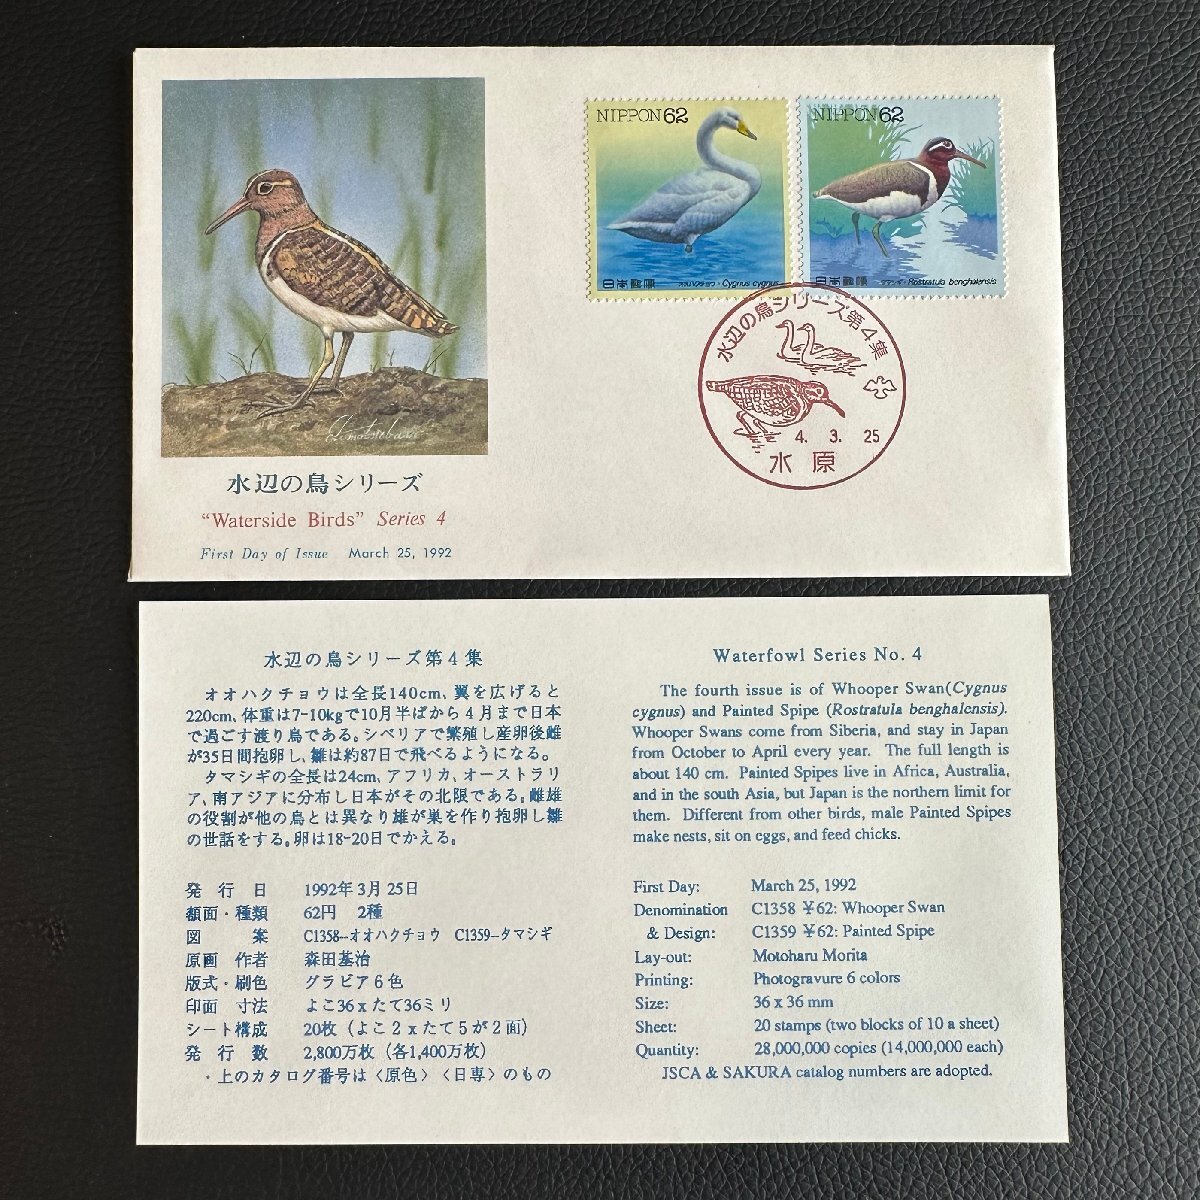 NIPPON62
日本郵便
オオハクチョウ・Cygnus cygnus
NIPPON62
日本郵便
タマシギ・Rostratula benghalensis
水辺の鳥シリーズ第4集
4. 3. 25
水原
水辺の鳥シリーズ
“Waterside Birds” Series 4
First Day of Issue March 25, 1992
水辺の鳥シリーズ第4集
オオハクチョウは全長140cm、翼を広げると
220cm、体重は7-10kgで10月半ばから4月まで日本
で過ごす渡り鳥である。シベリアで繁殖し産卵後雌
が35日間抱卵し、雛は約87日で飛べるようになる。
タマシギの全長は24cm、アフリカ、オーストラリ
ア、南アジアに分布し日本がその北限である。雌雄
の役割が他の鳥とは異なり雄が巣を作り抱卵し雛
の世話をする。卵は18-20日でかえる。
発行日 1992年3月25日
額面・種類 62円 2種
図案 C1358-オオハクチョウ C1359-タマシギ
原画作者 森田基治
版式・刷色 グラビア6色
印面寸法 よこ36xたて36ミリ
シート構成 20枚（よこ2xたて5が2面）
発行数 2,800万枚（各1,400万枚）
・上のカタログ番号は〈原色〉〈日専〉のもの
Waterfowl Series No. 4
The fourth issue is of Whooper Swan(Cygnus
cygnus) and Painted Spipe (Rostratula benghalensis).
Whooper Swans come from Siberia, and stay in Japan
from October to April every year. The full length is
about 140 cm. Painted Spipes live in Africa, Australia,
and in the south Asia, but Japan is the northern limit for
them. Different from other birds, male Painted Spipes
make nests, sit on eggs, and feed chicks.
First Day: March 25, 1992
Denomination C1358 ¥62: Whooper Swan
& Design: C1359 ¥62: Painted Spipe
Lay-out: Motoharu Morita
Printing: Photogravure 6 colors
Size: 36 x 36 mm
Sheet: 20 stamps (two blocks of 10 a sheet)
Quantity: 28,000,000 copies (14,000,000 each)
JSCA & SAKURA catalog numbers are adopted.